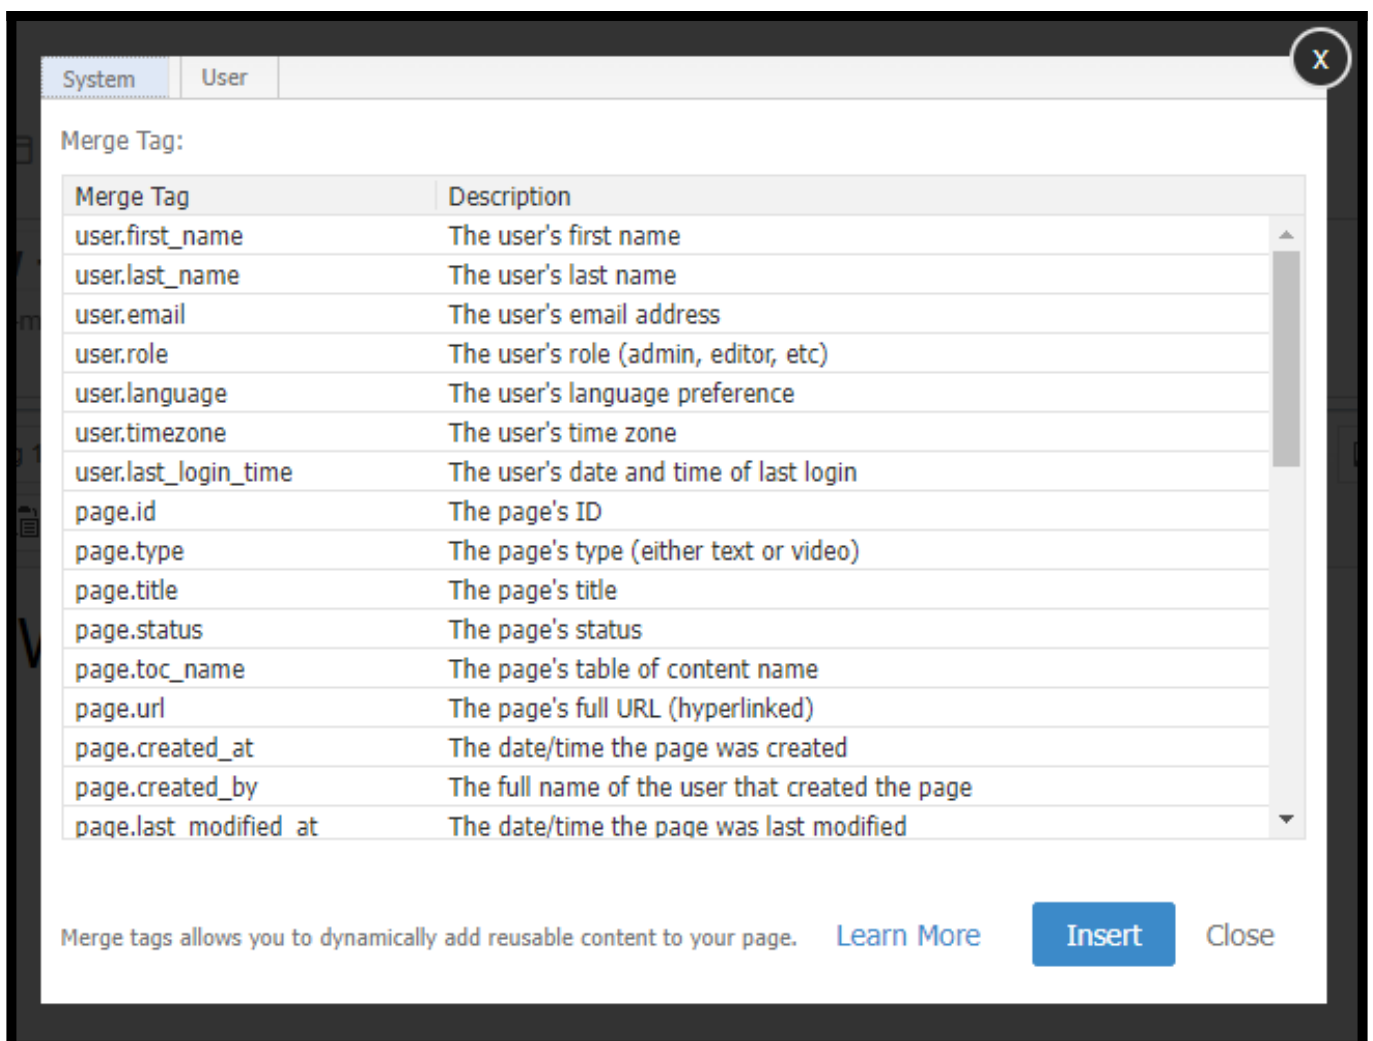 System User
X
Merge Tag:
Merge Tag Description
user.first_name The user's first name
user.last_name The user's last name
user.email The user's email address
user.role The user's role (admin, editor, etc)
user.language The user's language preference
user.timezone The user's time zone
user.last_login_time The user's date and time of last login
page.id The page's ID
page.type The page's type (either text or video)
page.title The page's title
page.status The page's status
page.toc_name The page's table of content name
page.url The page's full URL (hyperlinked)
page.created_at The date/time the page was created
page.created_by The full name of the user that created the page
page.last_modified_at The date/time the page was last modified
Merge tags allows you to dynamically add reusable content to your page. Learn More Insert Close